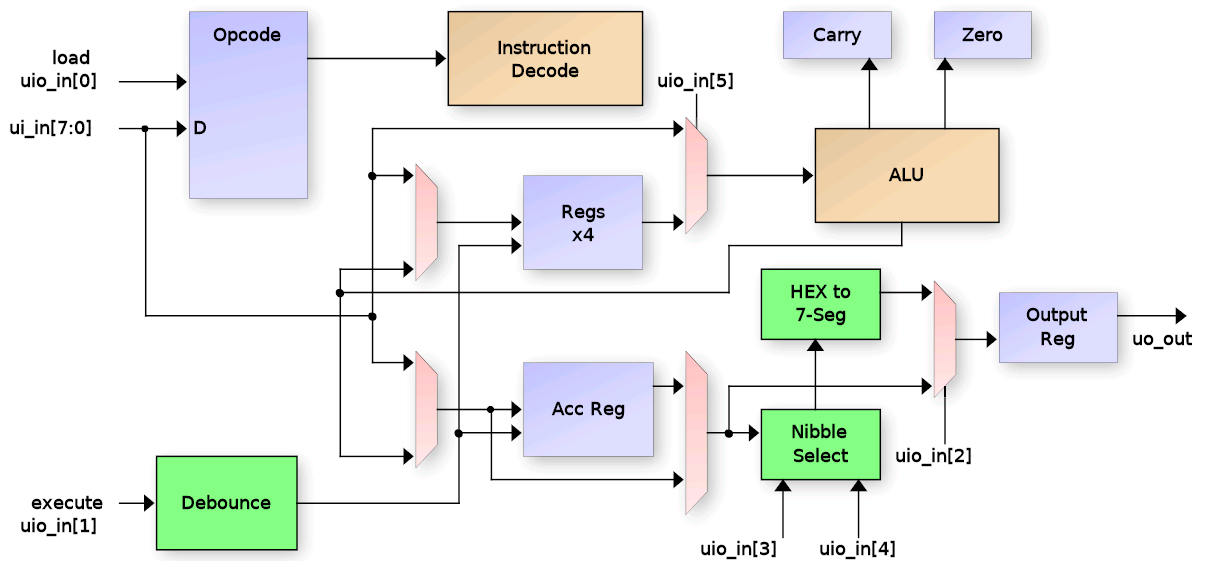 Opcode
Instruction
Decode
Carry
Zero
load
uio_in[0]
uio_in[5]
ui_in[7:0]
D
ALU
Regs
x4
HEX to
7-Seg
Output
Reg
uo_out
Acc Reg
Nibble
Select
uio_in[2]
Debounce
execute
uio_in[1]
uio_in[3]
uio_in[4]